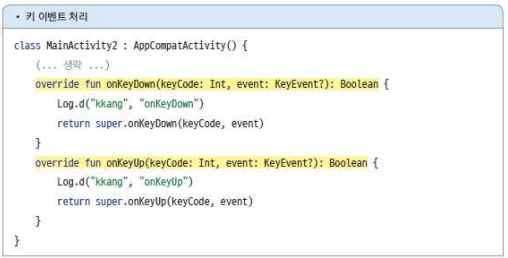 • 키 이벤트 처리
class MainActivity2 : AppCompatActivity() {
    (... 생략 ...)
    override fun onKeyDown(keyCode: Int, event: KeyEvent?): Boolean {
        Log.d("kkang", "onKeyDown")
        return super.onKeyDown(keyCode, event)
    }
    override fun onKeyUp(keyCode: Int, event: KeyEvent?): Boolean {
        Log.d("kkang", "onKeyUp")
        return super.onKeyUp(keyCode, event)
    }
}